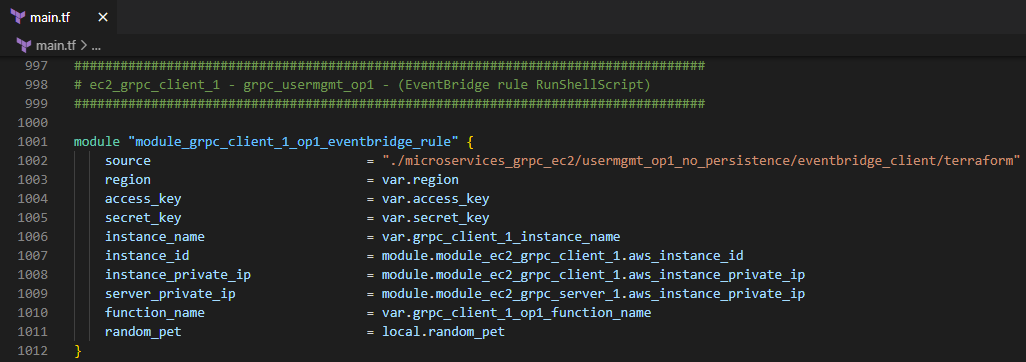 main.tf ×
main.tf > ...
997 ##################################################################################
998 # ec2_grpc_client_1 - grpc_usermgmt_op1 - (EventBridge rule RunShellScript)
999 ##################################################################################
1000
1001 module "module_grpc_client_1_op1_eventbridge_rule" {
1002 source = "./microservices_grpc_ec2/usermgmt_op1_no_persistence/eventbridge_client/terraform"
1003 region = var.region
1004 access_key = var.access_key
1005 secret_key = var.secret_key
1006 instance_name = var.grpc_client_1_instance_name
1007 instance_id = module.module_ec2_grpc_client_1.aws_instance_id
1008 instance_private_ip = module.module_ec2_grpc_client_1.aws_instance_private_ip
1009 server_private_ip = module.module_ec2_grpc_server_1.aws_instance_private_ip
1010 function_name = var.grpc_client_1_op1_function_name
1011 random_pet = local.random_pet
1012 }